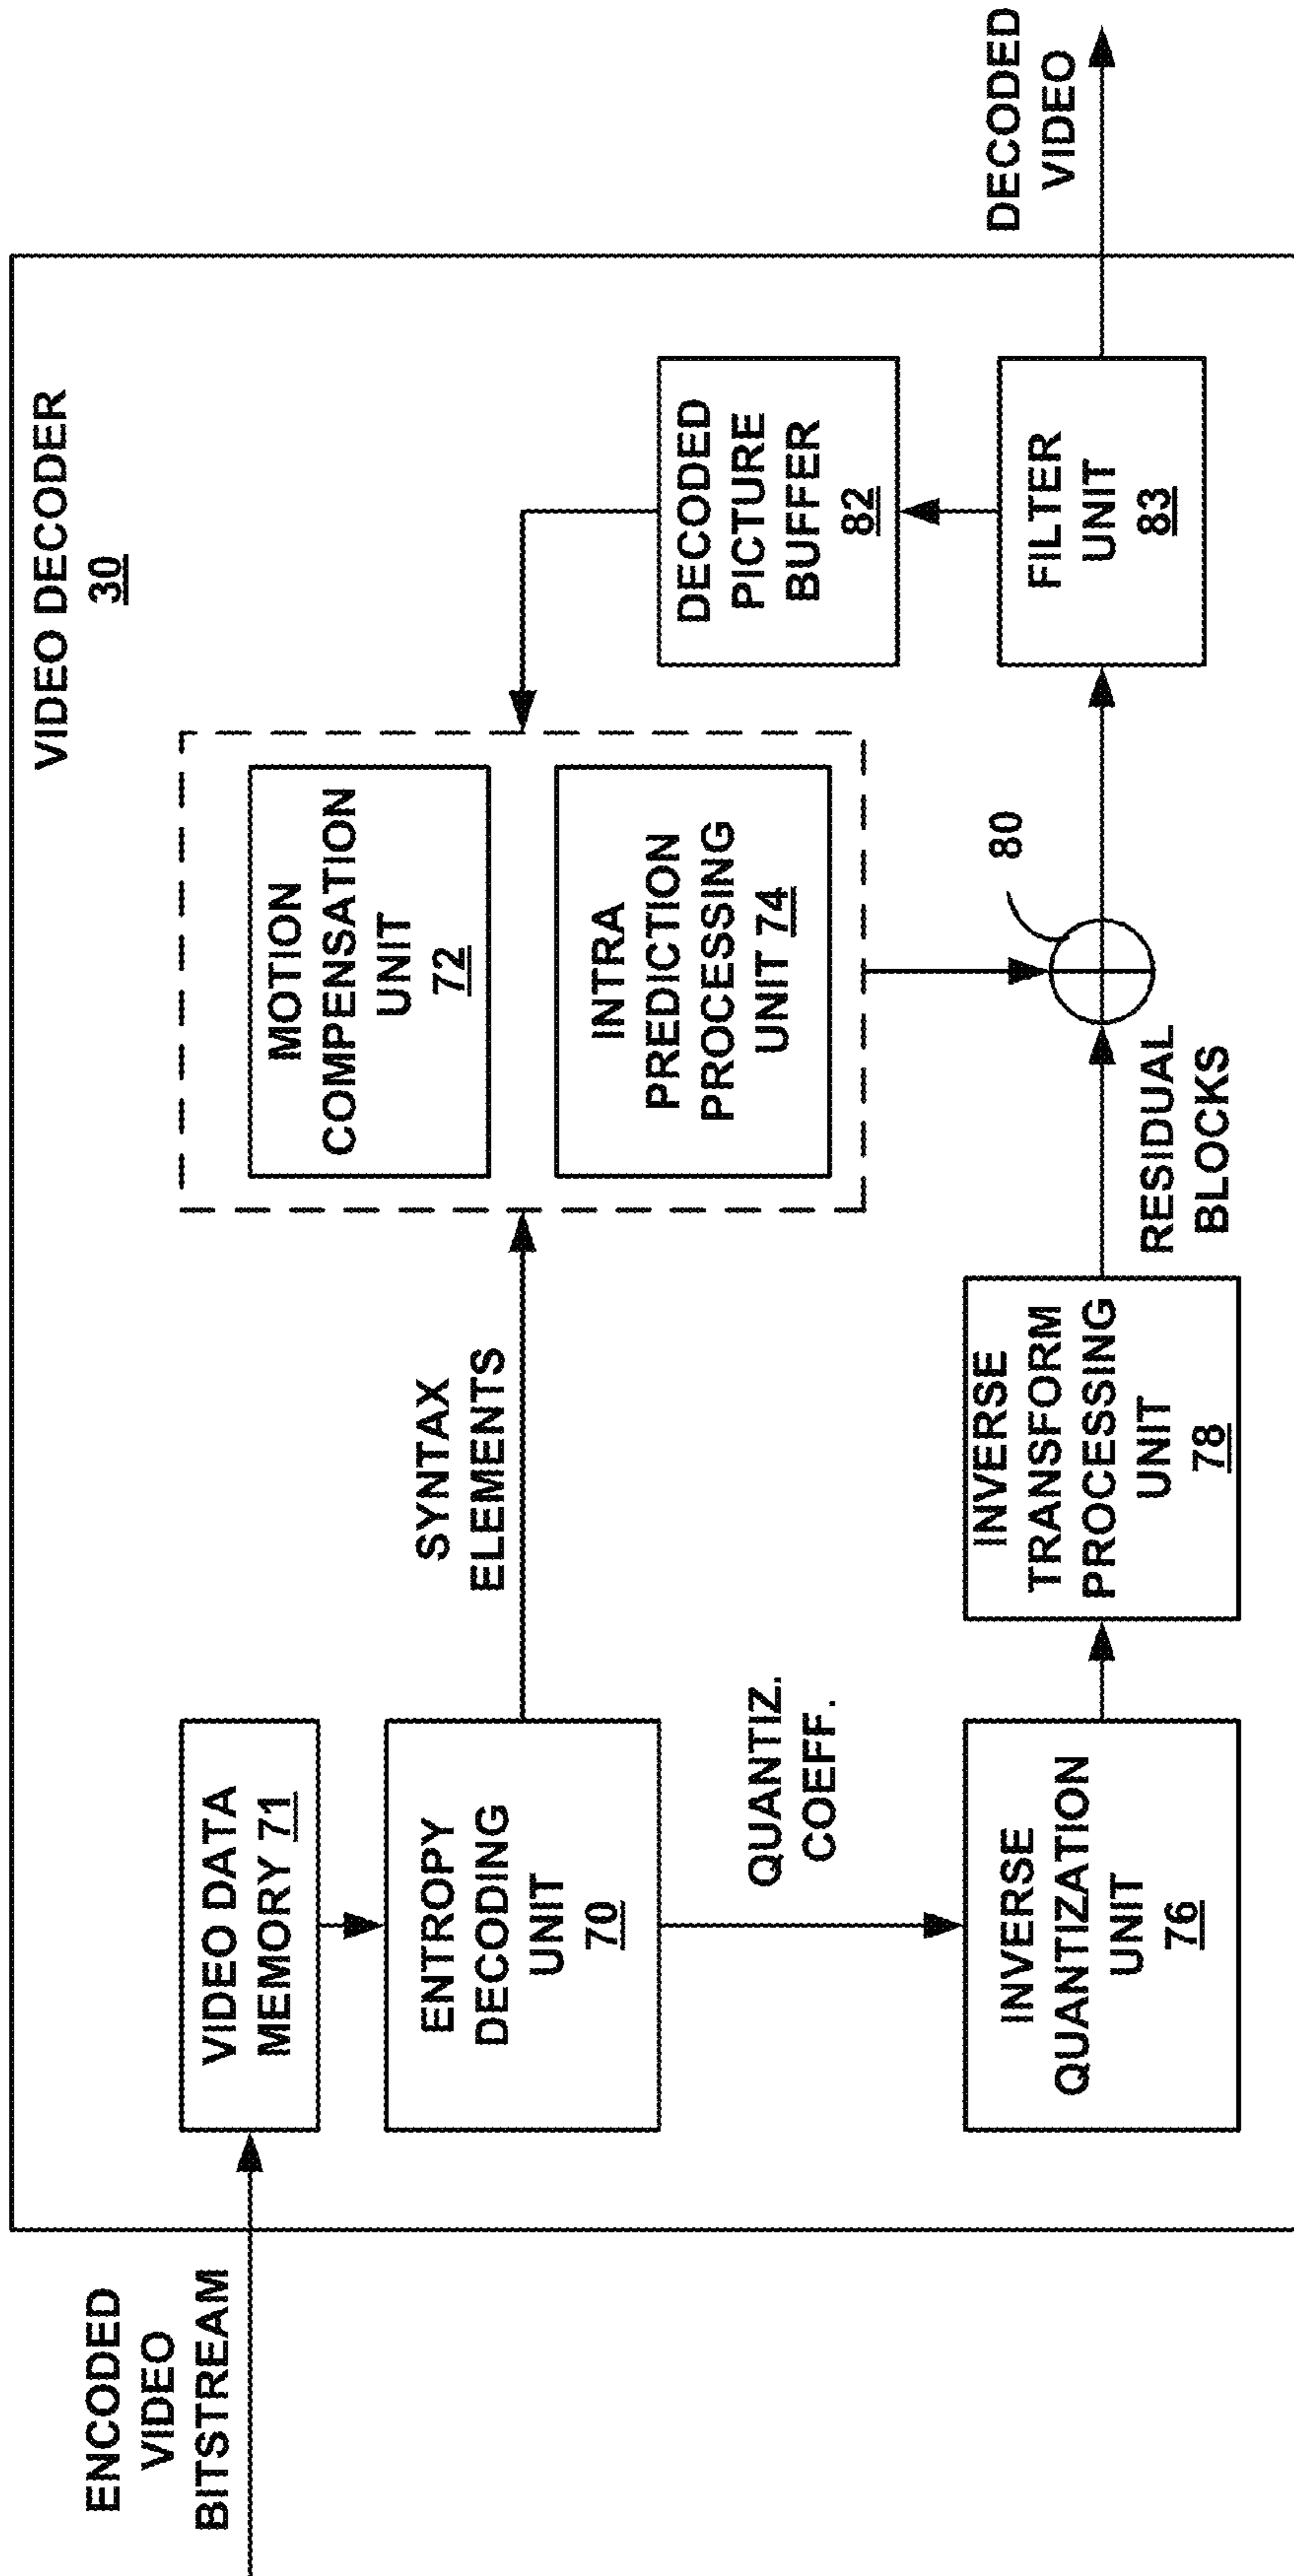 VIDEO DECODER
30
ENCODED
VIDEO
BITSTREAM
VIDEO DATA
MEMORY 71
ENTROPY
DECODING
UNIT
70
SYNTAX
ELEMENTS
MOTION
COMPENSATION
UNIT
72
INTRA
PREDICTION
PROCESSING
UNIT 74
DECODED
PICTURE
BUFFER
82
QUANTIZ.
COEFF.
INVERSE
QUANTIZATION
UNIT
76
INVERSE
TRANSFORM
PROCESSING
UNIT
78
RESIDUAL
BLOCKS
80
FILTER
UNIT
83
DECODED
VIDEO